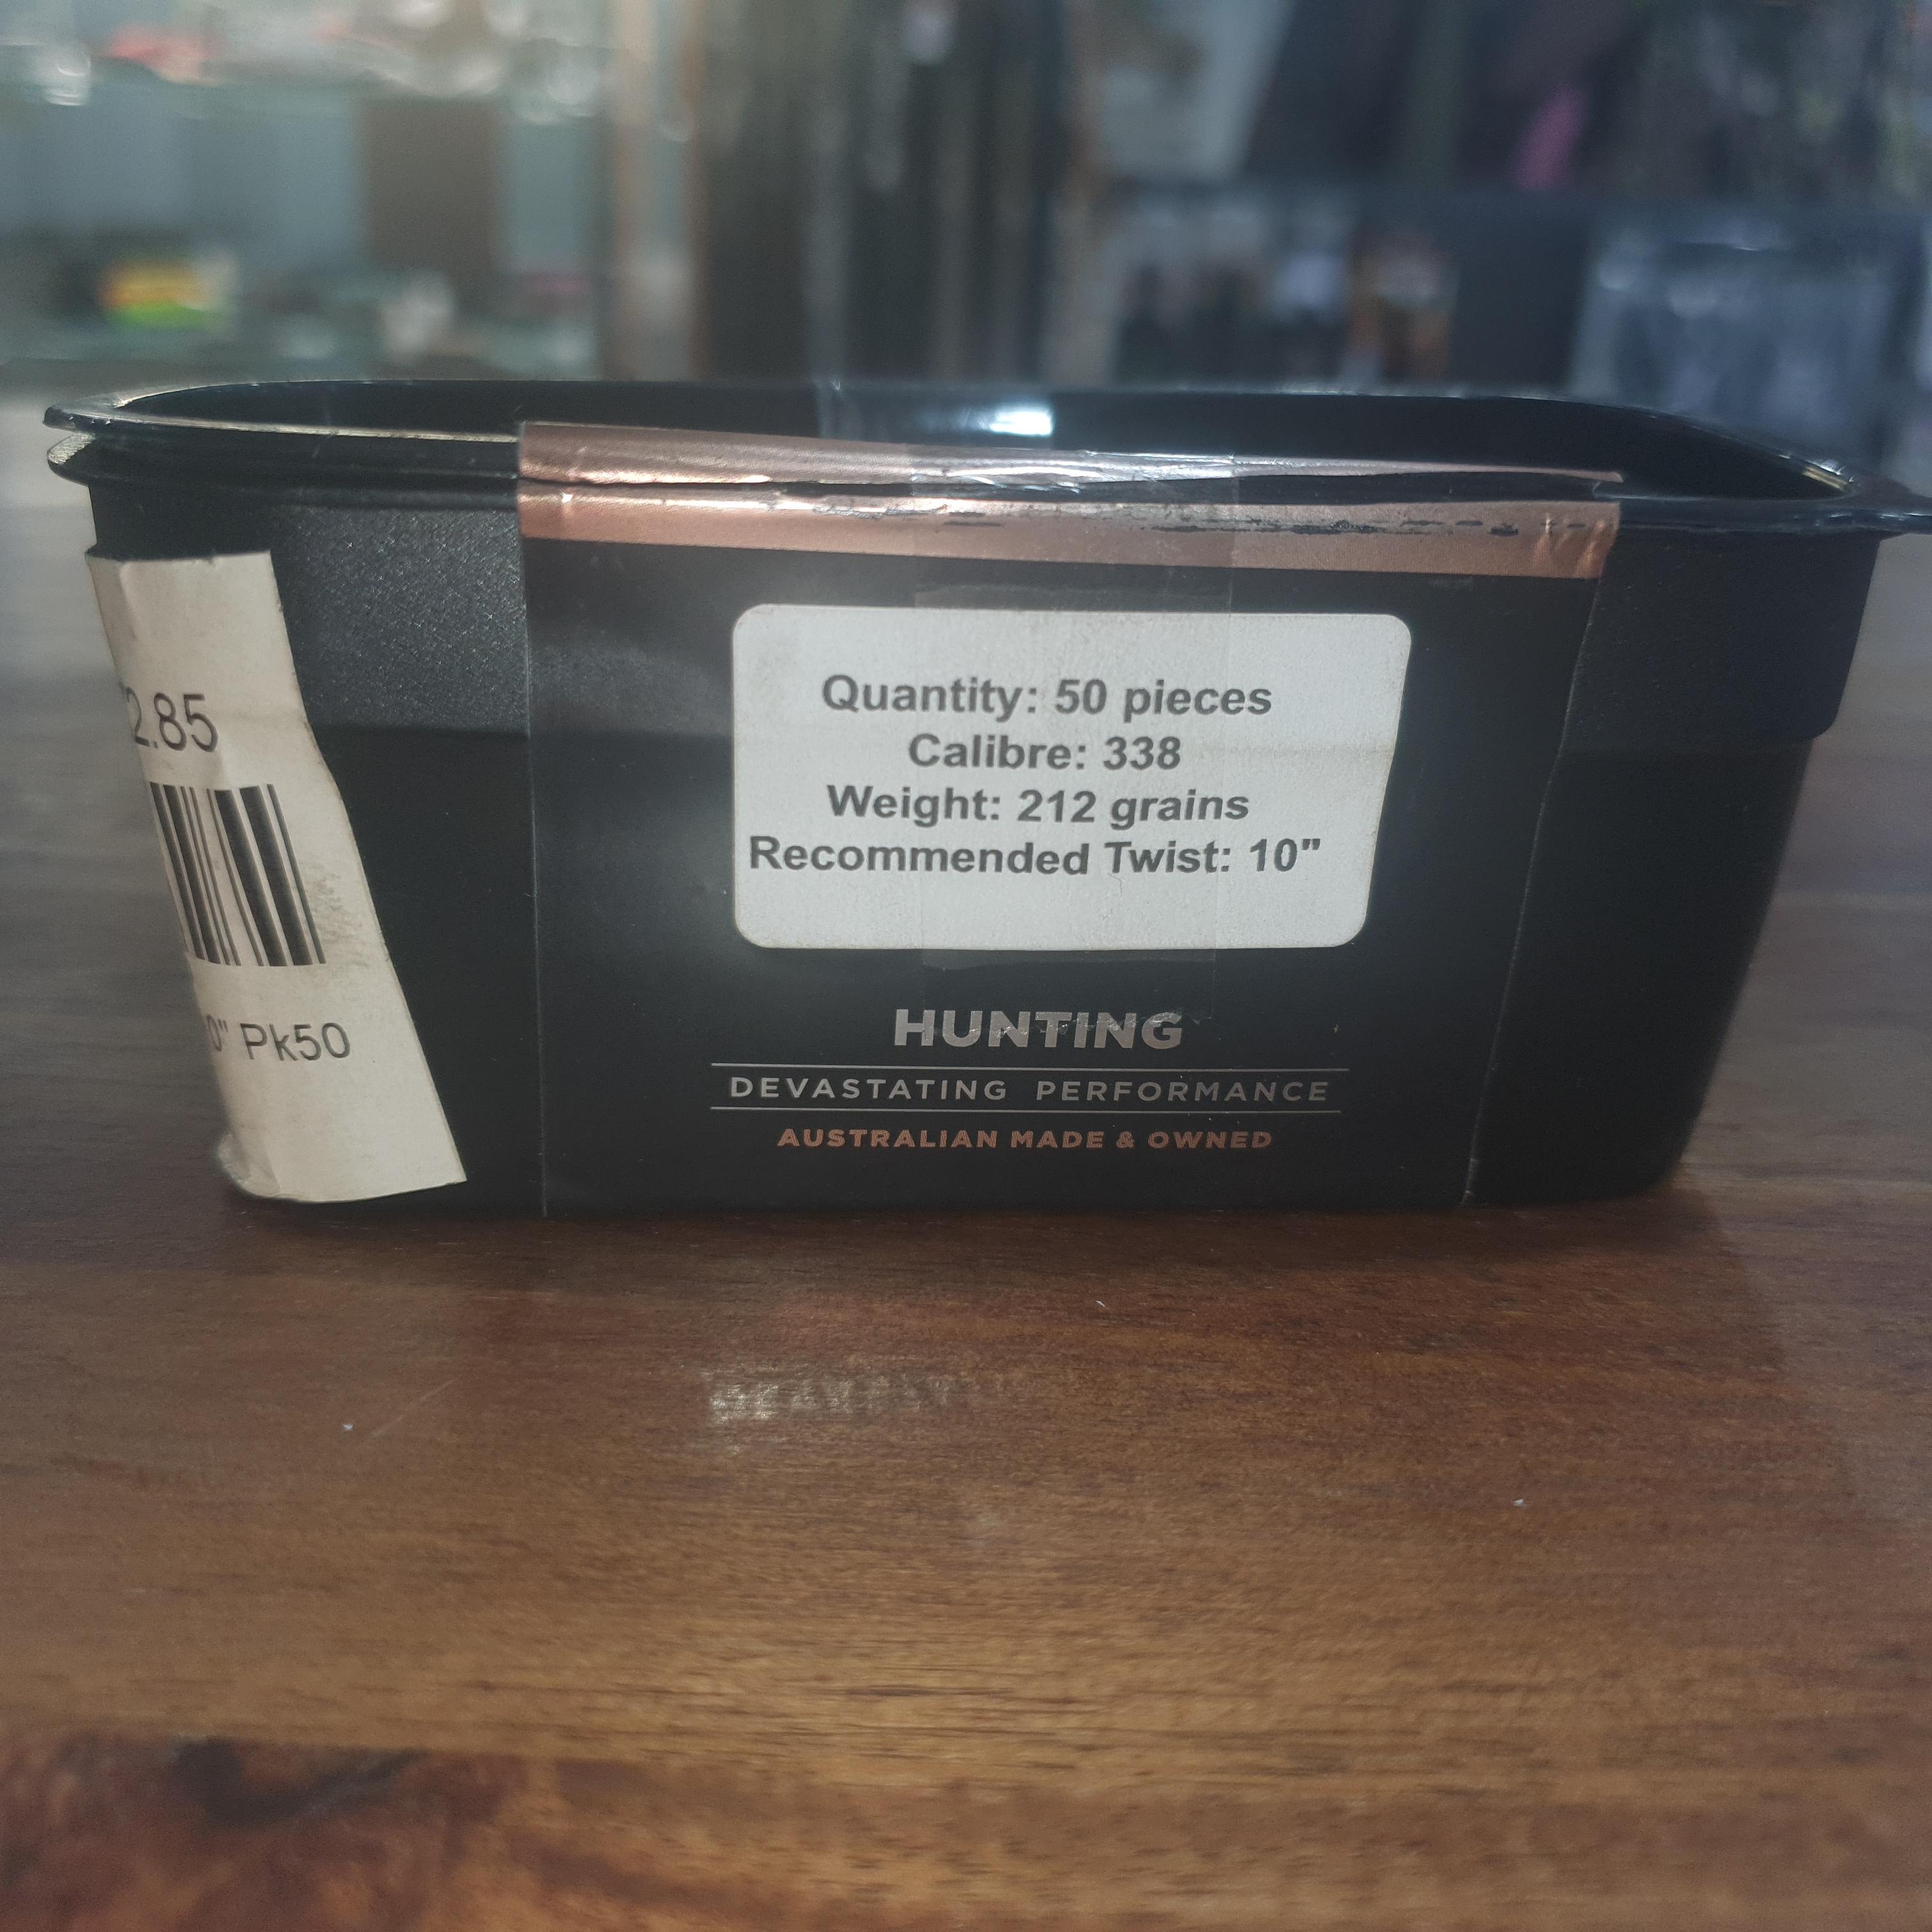 2.85
0" Pk50
Quantity: 50 pieces
Calibre: 338
Weight: 212 grains
Recommended Twist: 10"
HUNTING
DEVASTATING PERFORMANCE
AUSTRALIAN MADE & OWNED